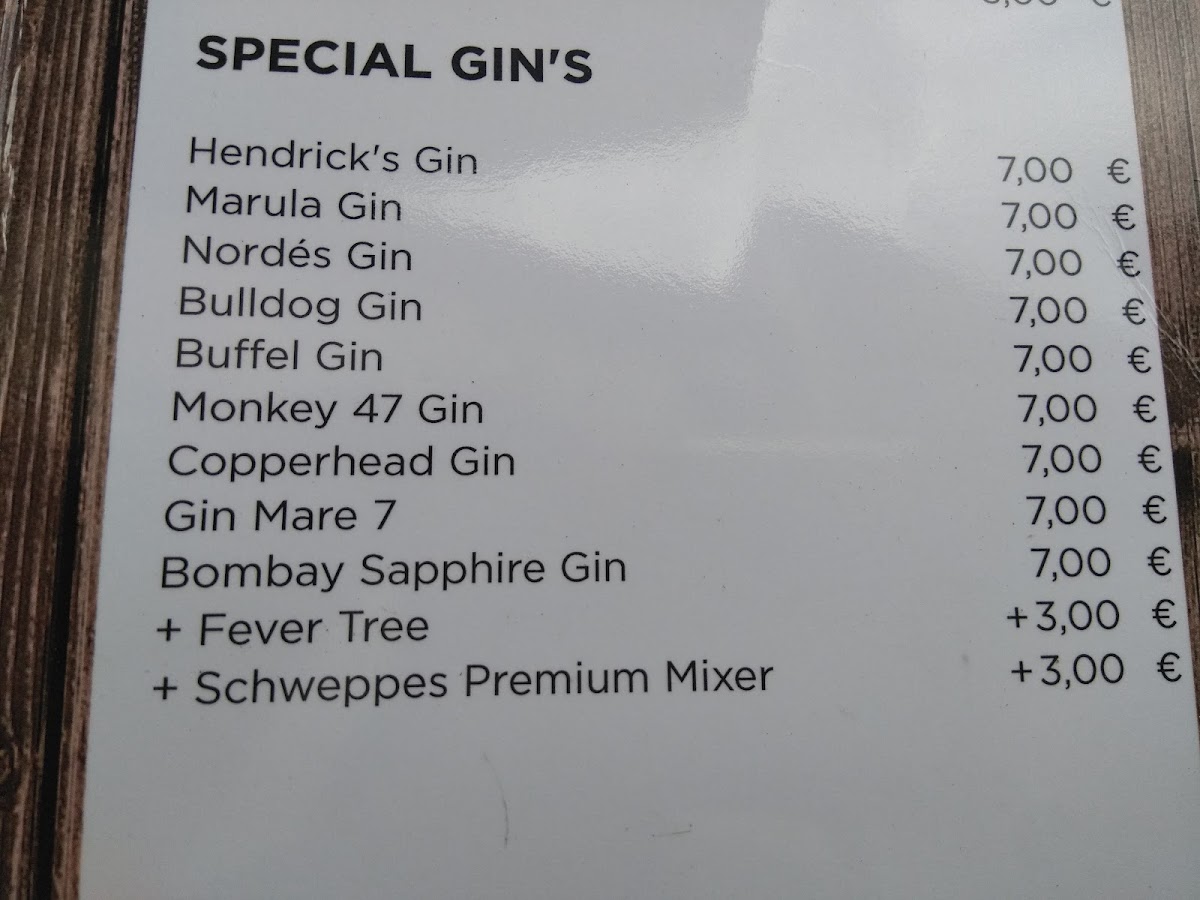 SPECIAL GIN'S
Hendrick's Gin 7,00 €
Marula Gin 7,00 €
Nordés Gin 7,00 €
Bulldog Gin 7,00 €
Buffel Gin 7,00 €
Monkey 47 Gin 7,00 €
Copperhead Gin 7,00 €
Gin Mare 7 7,00 €
Bombay Sapphire Gin 7,00 €
+ Fever Tree +3,00 €
+ Schweppes Premium Mixer +3,00 €